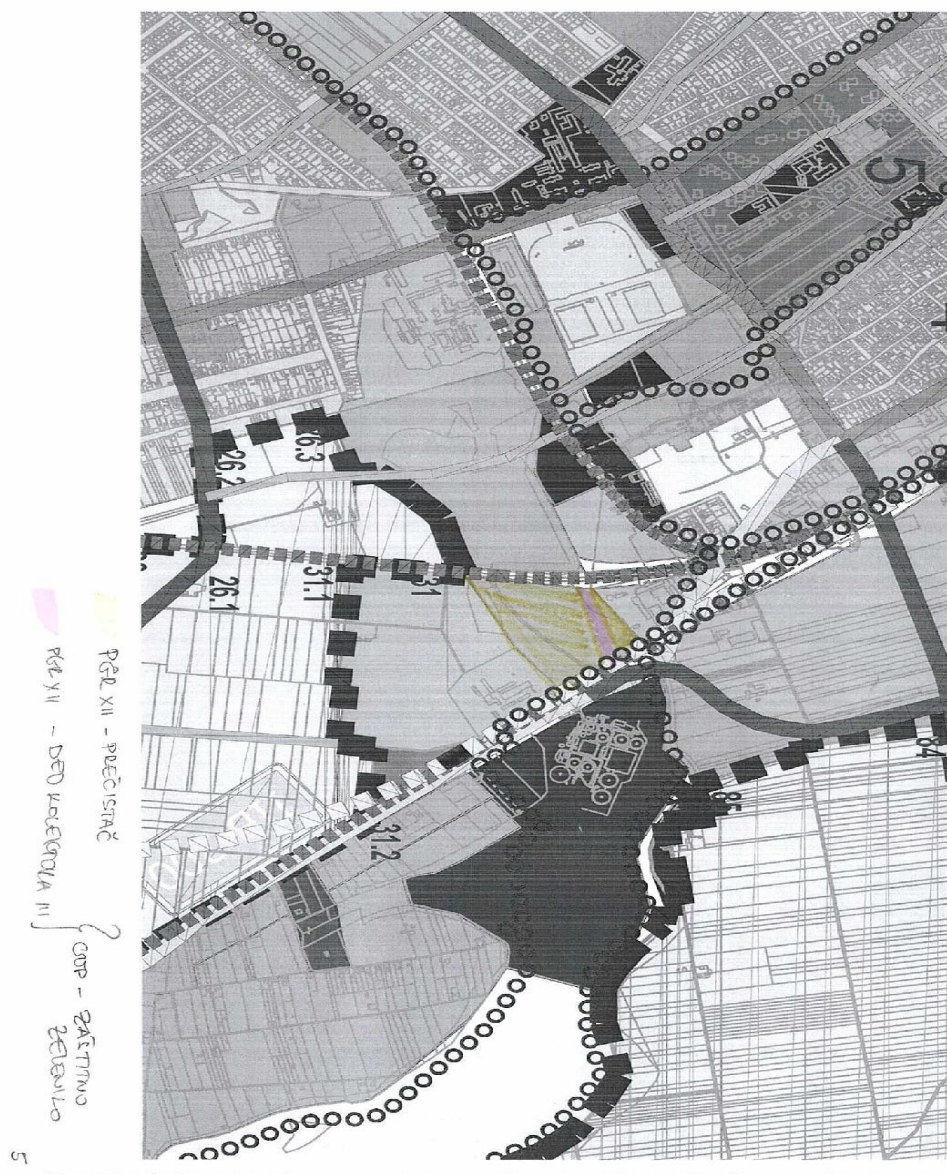 5
26.3
26.2
26.1
31.1
31
31.2
84
85
PGR XII - PREČISTAČ
PGR XII - DEO KOLEKTORA III
GUP - ZAŠTITNO
ZELENILO
5